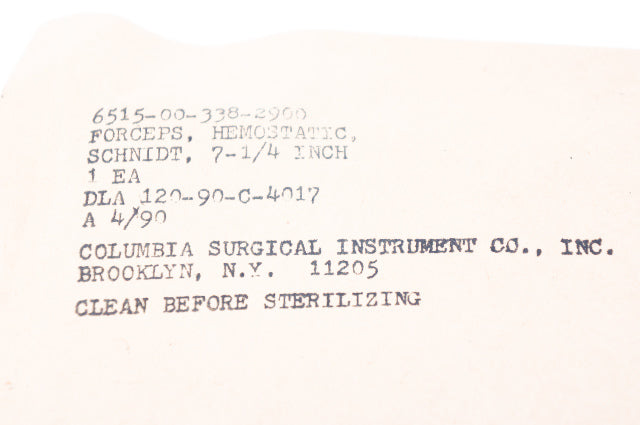 6515-00-338-2900
FORCEPS, HEMOSTATIC,
SCHNIDT, 7-1/4 INCH
1 EA
DLA 120-90-C-4017
A 4/90
COLUMBIA SURGICAL INSTRUMENT CO., INC.
BROOKLYN, N.Y. 11205
CLEAN BEFORE STERILIZING